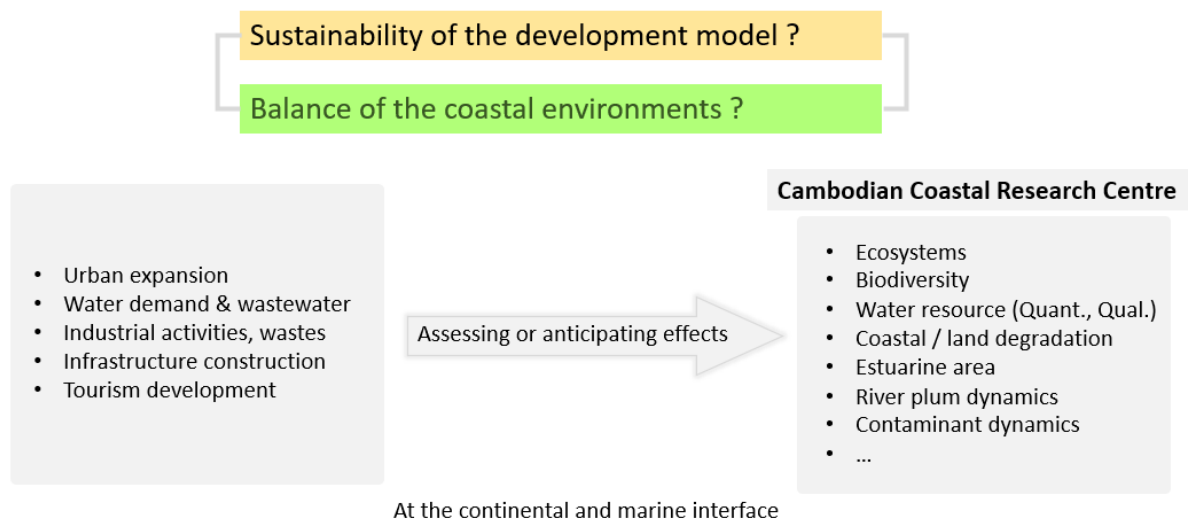 Sustainability of the development model ?
Balance of the coastal environments ?
• Urban expansion
• Water demand & wastewater
• Industrial activities, wastes
• Infrastructure construction
• Tourism development
Assessing or anticipating effects
Cambodian Coastal Research Centre
• Ecosystems
• Biodiversity
• Water resource (Quant., Qual.)
• Coastal / land degradation
• Estuarine area
• River plum dynamics
• Contaminant dynamics
• ...
At the continental and marine interface